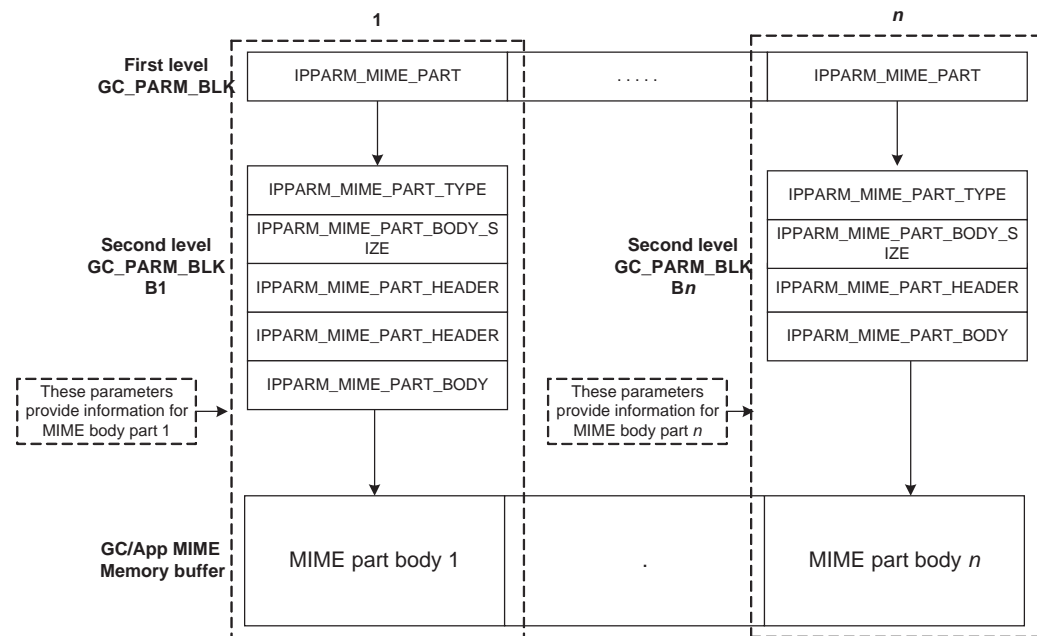 1
n
First level
GC_PARM_BLK
IPPARM_MIME_PART
. . . . .
IPPARM_MIME_PART
Second level
GC_PARM_BLK
B1
IPPARM_MIME_PART_TYPE
IPPARM_MIME_PART_BODY_S
IZE
IPPARM_MIME_PART_HEADER
IPPARM_MIME_PART_HEADER
IPPARM_MIME_PART_BODY
Second level
GC_PARM_BLK
Bn
IPPARM_MIME_PART_TYPE
IPPARM_MIME_PART_BODY_S
IZE
IPPARM_MIME_PART_HEADER
IPPARM_MIME_PART_BODY
These parameters
provide information for
MIME body part 1
These parameters
provide information for
MIME body part n
GC/App MIME
Memory buffer
MIME part body 1
.
MIME part body n